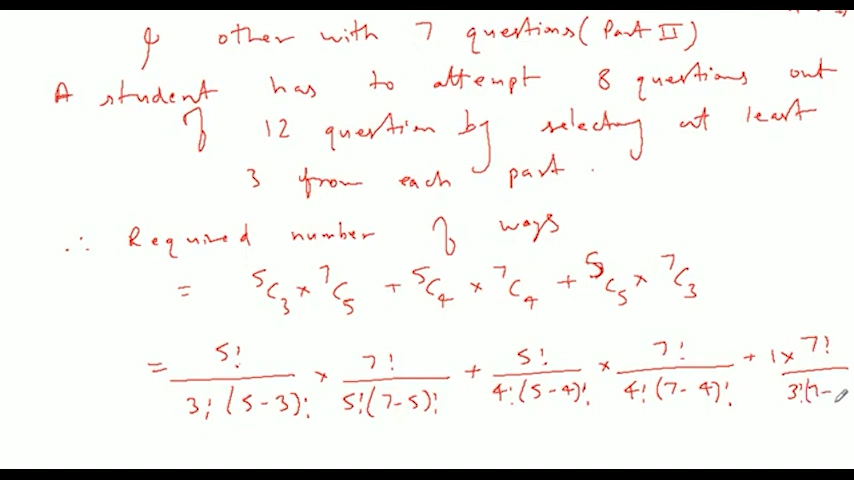 & other with 7 questions (Part II)
A student has to attempt 8 questions out
of 12 question by selecting at least
3 from each part.
∴ Required number of ways
= ⁵C₃ × ⁷C₅ + ⁵C₄ × ⁷C₄ + ⁵C₅ × ⁷C₃
= 5!/3!(5-3)! × 7!/5!(7-5)! + 5!/4!(5-4)! × 7!/4!(7-4)! + 1 × 7!/3!(7-